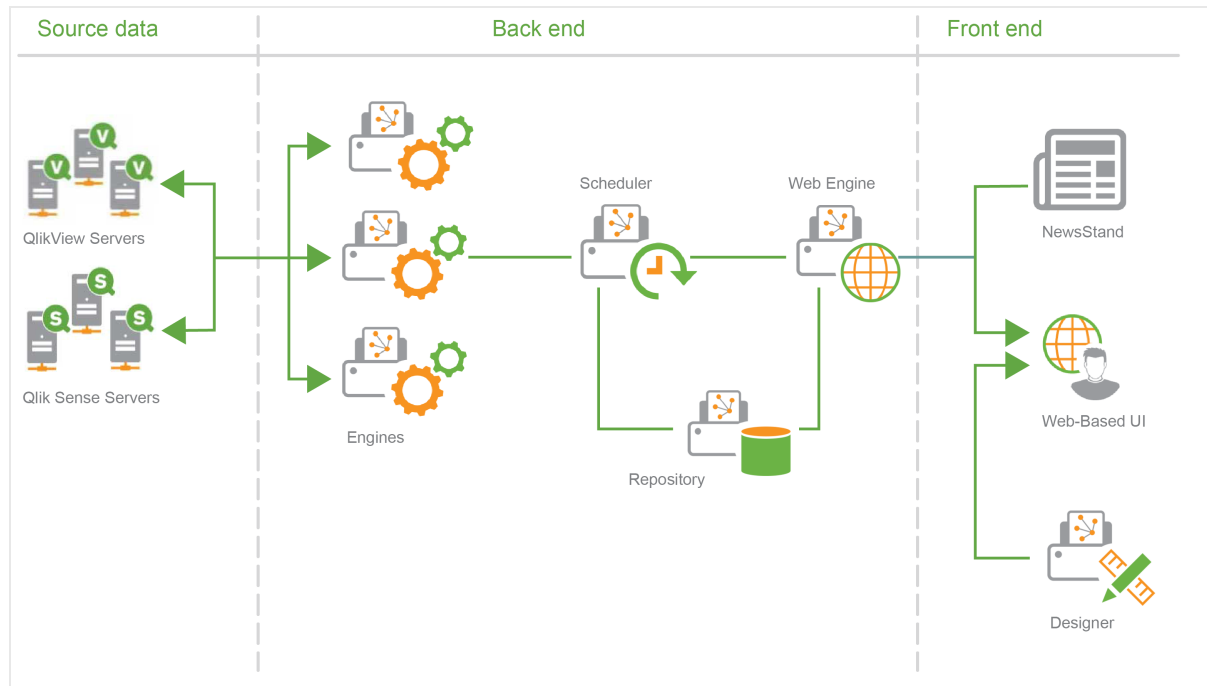 Source data
Back end
Front end
V
V
V
QlikView Servers
S
S
S
Qlik Sense Servers
Engines
Scheduler
Web Engine
Repository
NewsStand
Web-Based UI
Designer